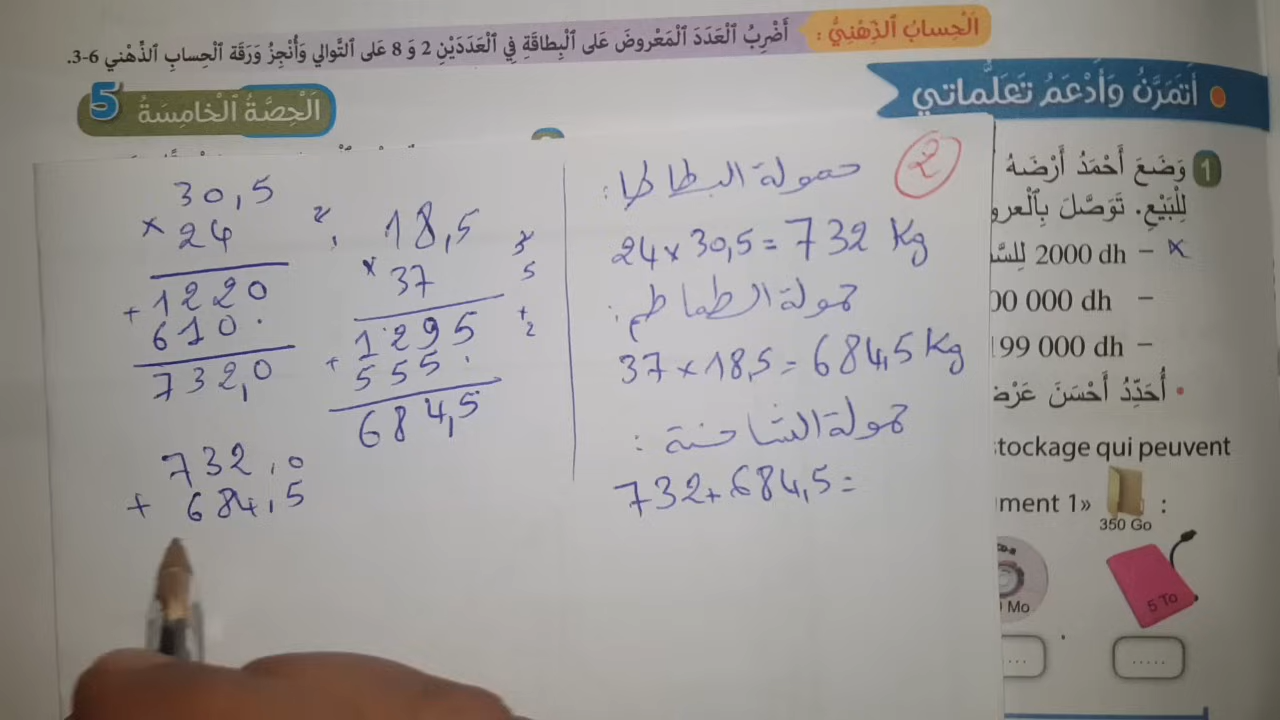 اَلْحِسابُ الذِّهْنِيُّ : أَضْرِبُ الْعَدَدَ الْمَعْروضَ عَلى الْبِطاقَةِ فِي الْعَدَدَيْنِ 2 وَ 8 عَلى التَّوالي وَأُنْجِزُ وَرَقَةَ الْحِسابِ الذِّهْني 6-3.
أَتَمَرَّنُ وَأَدْعَمُ تَعَلُّماتي
اَلْحِصَّةُ الْخامِسَةُ 5
1 وَضَعَ أَحْمَدُ أَرْضَهُ
لِلْبَيْعِ. تَوَصَّلَ
x – 2000 dh
– 00 000 dh
– 199 000 dh
• أُحَدِّدُ أَحْسَنَ
stockage qui peuvent
ment 1» :
350 Go
Mo
5 To
.....
2
حمولة البطاطا :
24 x 30,5 = 732 Kg
حمولة الطماطم :
37 x 18,5 = 684,5 Kg
حمولة الشاحنة :
732 + 684,5 =
30,5
x 24
+ 1220
610.
732,0
18,5
x 37
1295
+ 555.
684,5
3
5
+
2
732,0
+ 684,5